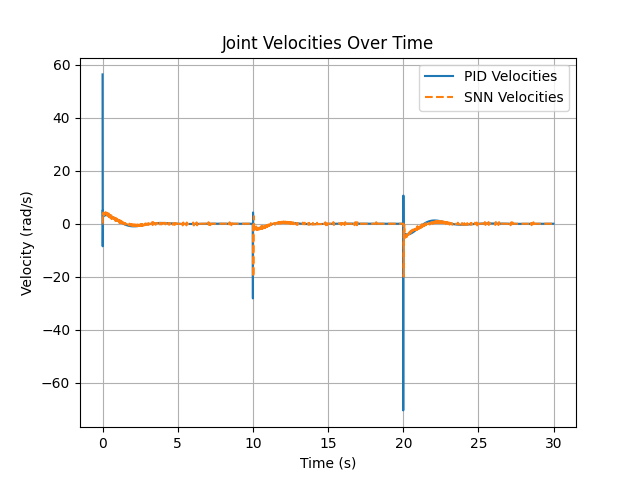 Joint Velocities Over Time
PID Velocities
SNN Velocities
Velocity (rad/s)
60
40
20
0
−20
−40
−60
0 5 10 15 20 25 30
Time (s)